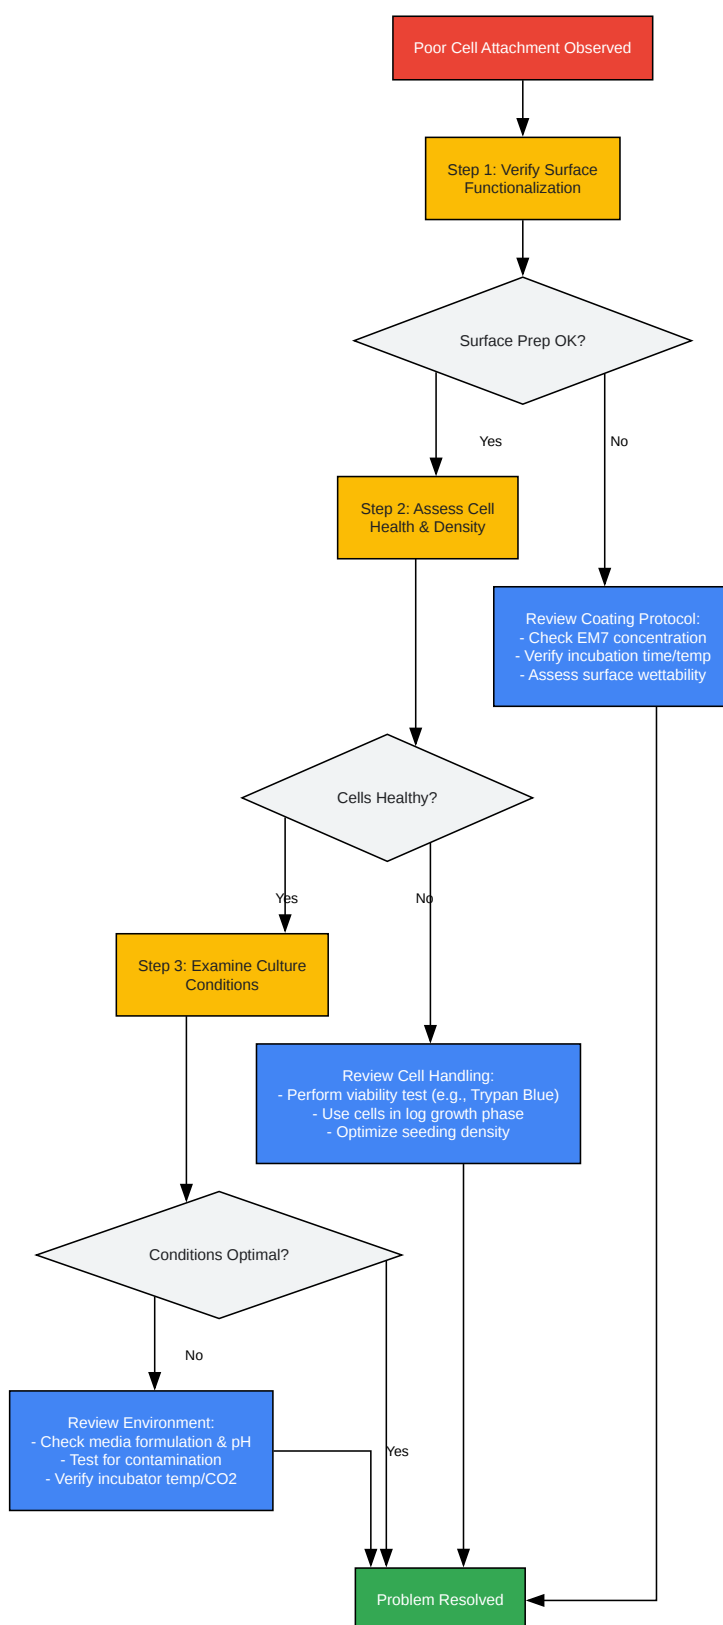 Poor Cell Attachment Observed
Step 1: Verify Surface
Functionalization
Surface Prep OK?
Yes
No
Step 2: Assess Cell
Health & Density
Review Coating Protocol:
- Check EM7 concentration
- Verify incubation time/temp
- Assess surface wettability
Cells Healthy?
Yes
No
Step 3: Examine Culture
Conditions
Review Cell Handling:
- Perform viability test (e.g., Trypan Blue)
- Use cells in log growth phase
- Optimize seeding density
Conditions Optimal?
No
Review Environment:
- Check media formulation & pH
- Test for contamination
- Verify incubator temp/CO2
Yes
Problem Resolved